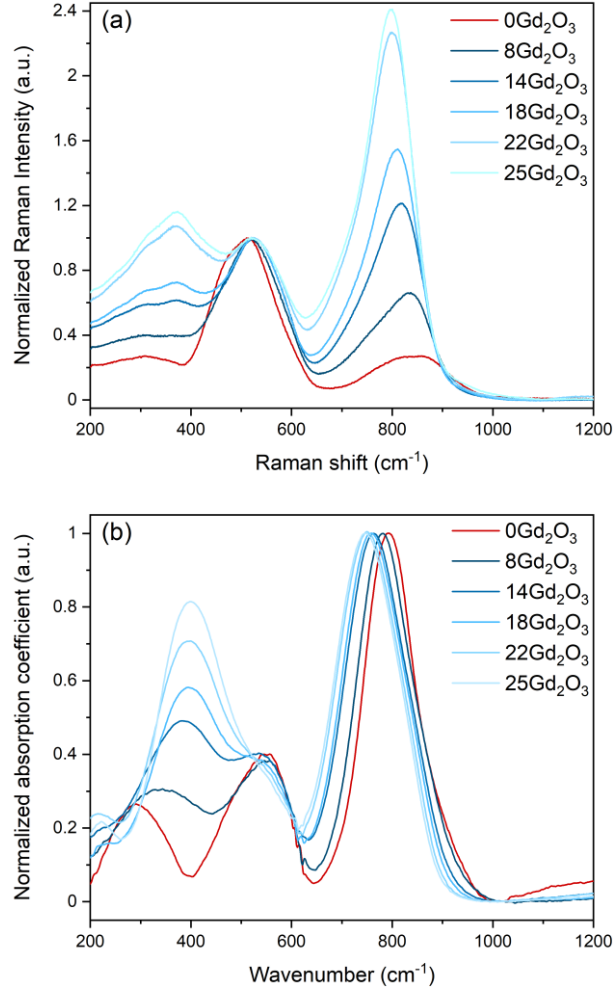 (a)
0Gd₂O₃
8Gd₂O₃
14Gd₂O₃
18Gd₂O₃
22Gd₂O₃
25Gd₂O₃
Normalized Raman Intensity (a.u.)
2.4
2.0
1.6
1.2
0.8
0.4
0
200 400 600 800 1000 1200
Raman shift (cm⁻¹)
(b)
0Gd₂O₃
8Gd₂O₃
14Gd₂O₃
18Gd₂O₃
22Gd₂O₃
25Gd₂O₃
Normalized absorption coefficient (a.u.)
1
0.8
0.6
0.4
0.2
0
200 400 600 800 1000 1200
Wavenumber (cm⁻¹)